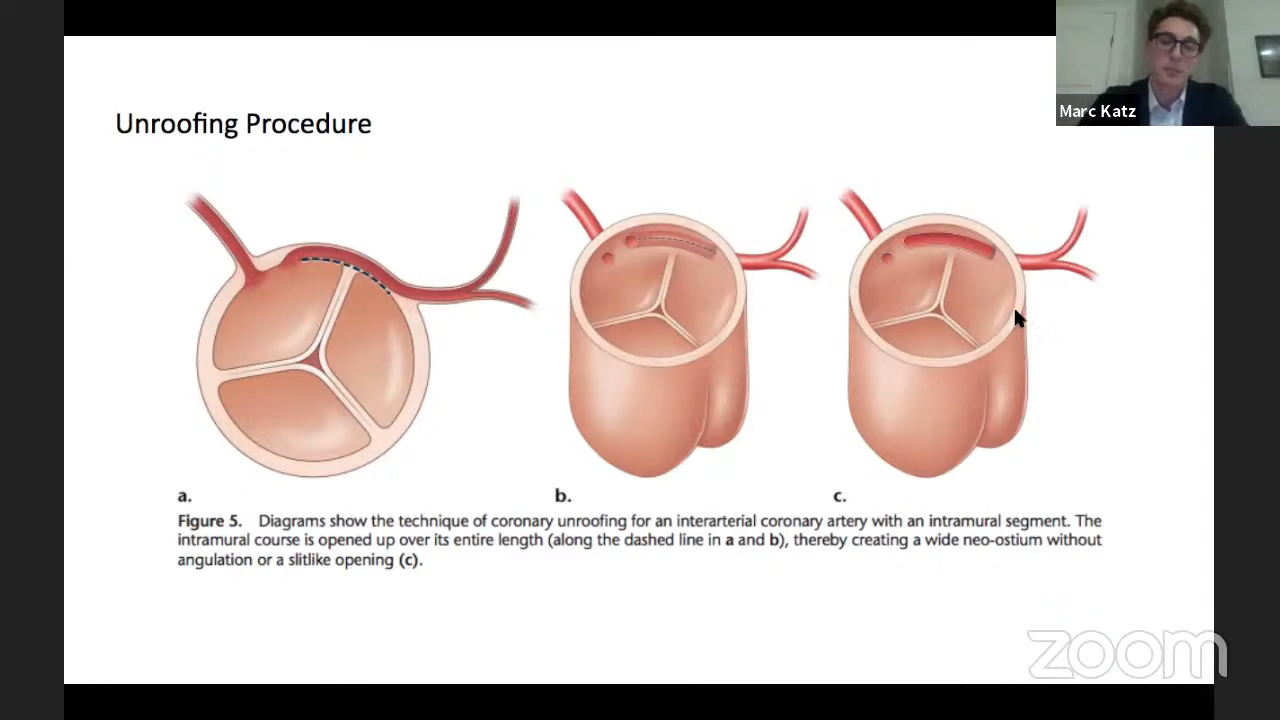 Marc Katz
Unroofing Procedure
a.
b.
c.
Figure 5. Diagrams show the technique of coronary unroofing for an interarterial coronary artery with an intramural segment. The
intramural course is opened up over its entire length (along the dashed line in a and b), thereby creating a wide neo-ostium without
angulation or a slitlike opening (c).
zoom